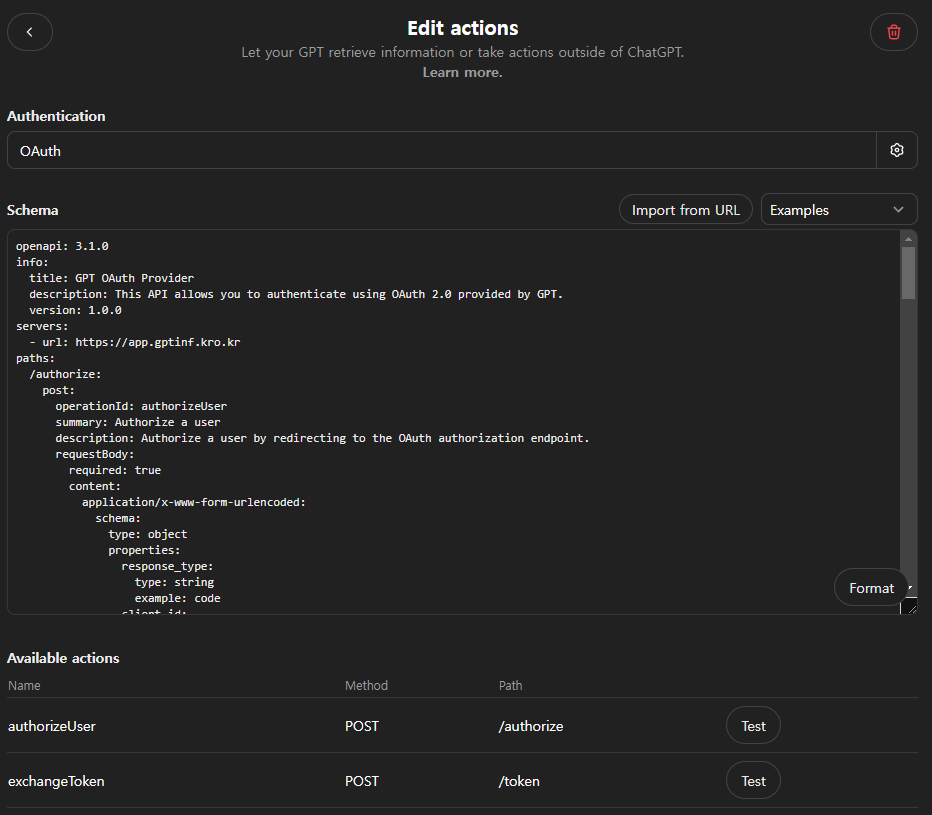 Edit actions
Let your GPT retrieve information or take actions outside of ChatGPT.
Learn more.
Authentication
OAuth
Schema
Import from URL
Examples
openapi: 3.1.0
info:
  title: GPT OAuth Provider
  description: This API allows you to authenticate using OAuth 2.0 provided by GPT.
  version: 1.0.0
servers:
  - url: https://app.gptinf.kro.kr
paths:
  /authorize:
    post:
      operationId: authorizeUser
      summary: Authorize a user
      description: Authorize a user by redirecting to the OAuth authorization endpoint.
      requestBody:
        required: true
        content:
          application/x-www-form-urlencoded:
            schema:
              type: object
              properties:
                response_type:
                  type: string
                  example: code
                client_id:
Format
Available actions
Name Method Path
authorizeUser POST /authorize Test
exchangeToken POST /token Test